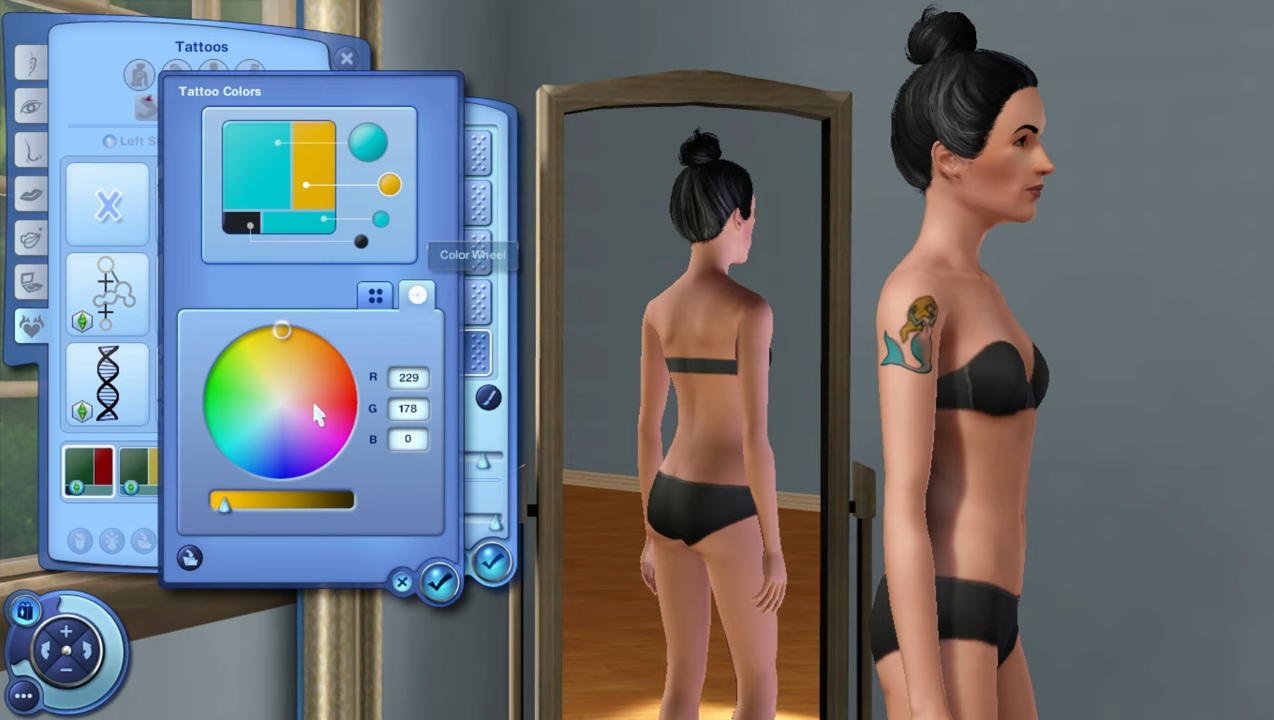 Tattoos
Tattoo Colors
Left S
Color Wheel
R 229
G 178
B 0